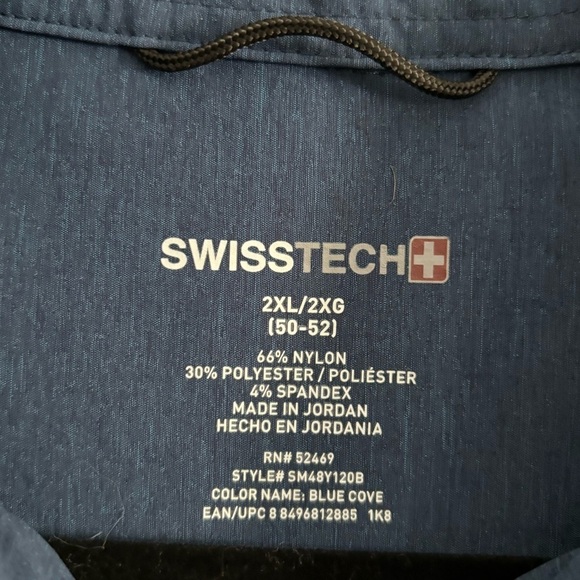 SWISSTECH
2XL/2XG
(50-52)
66% NYLON
30% POLYESTER / POLIÉSTER
4% SPANDEX
MADE IN JORDAN
HECHO EN JORDANIA
RN# 52469
STYLE# SM48Y120B
COLOR NAME: BLUE COVE
EAN/UPC 8 8496812885 1K8